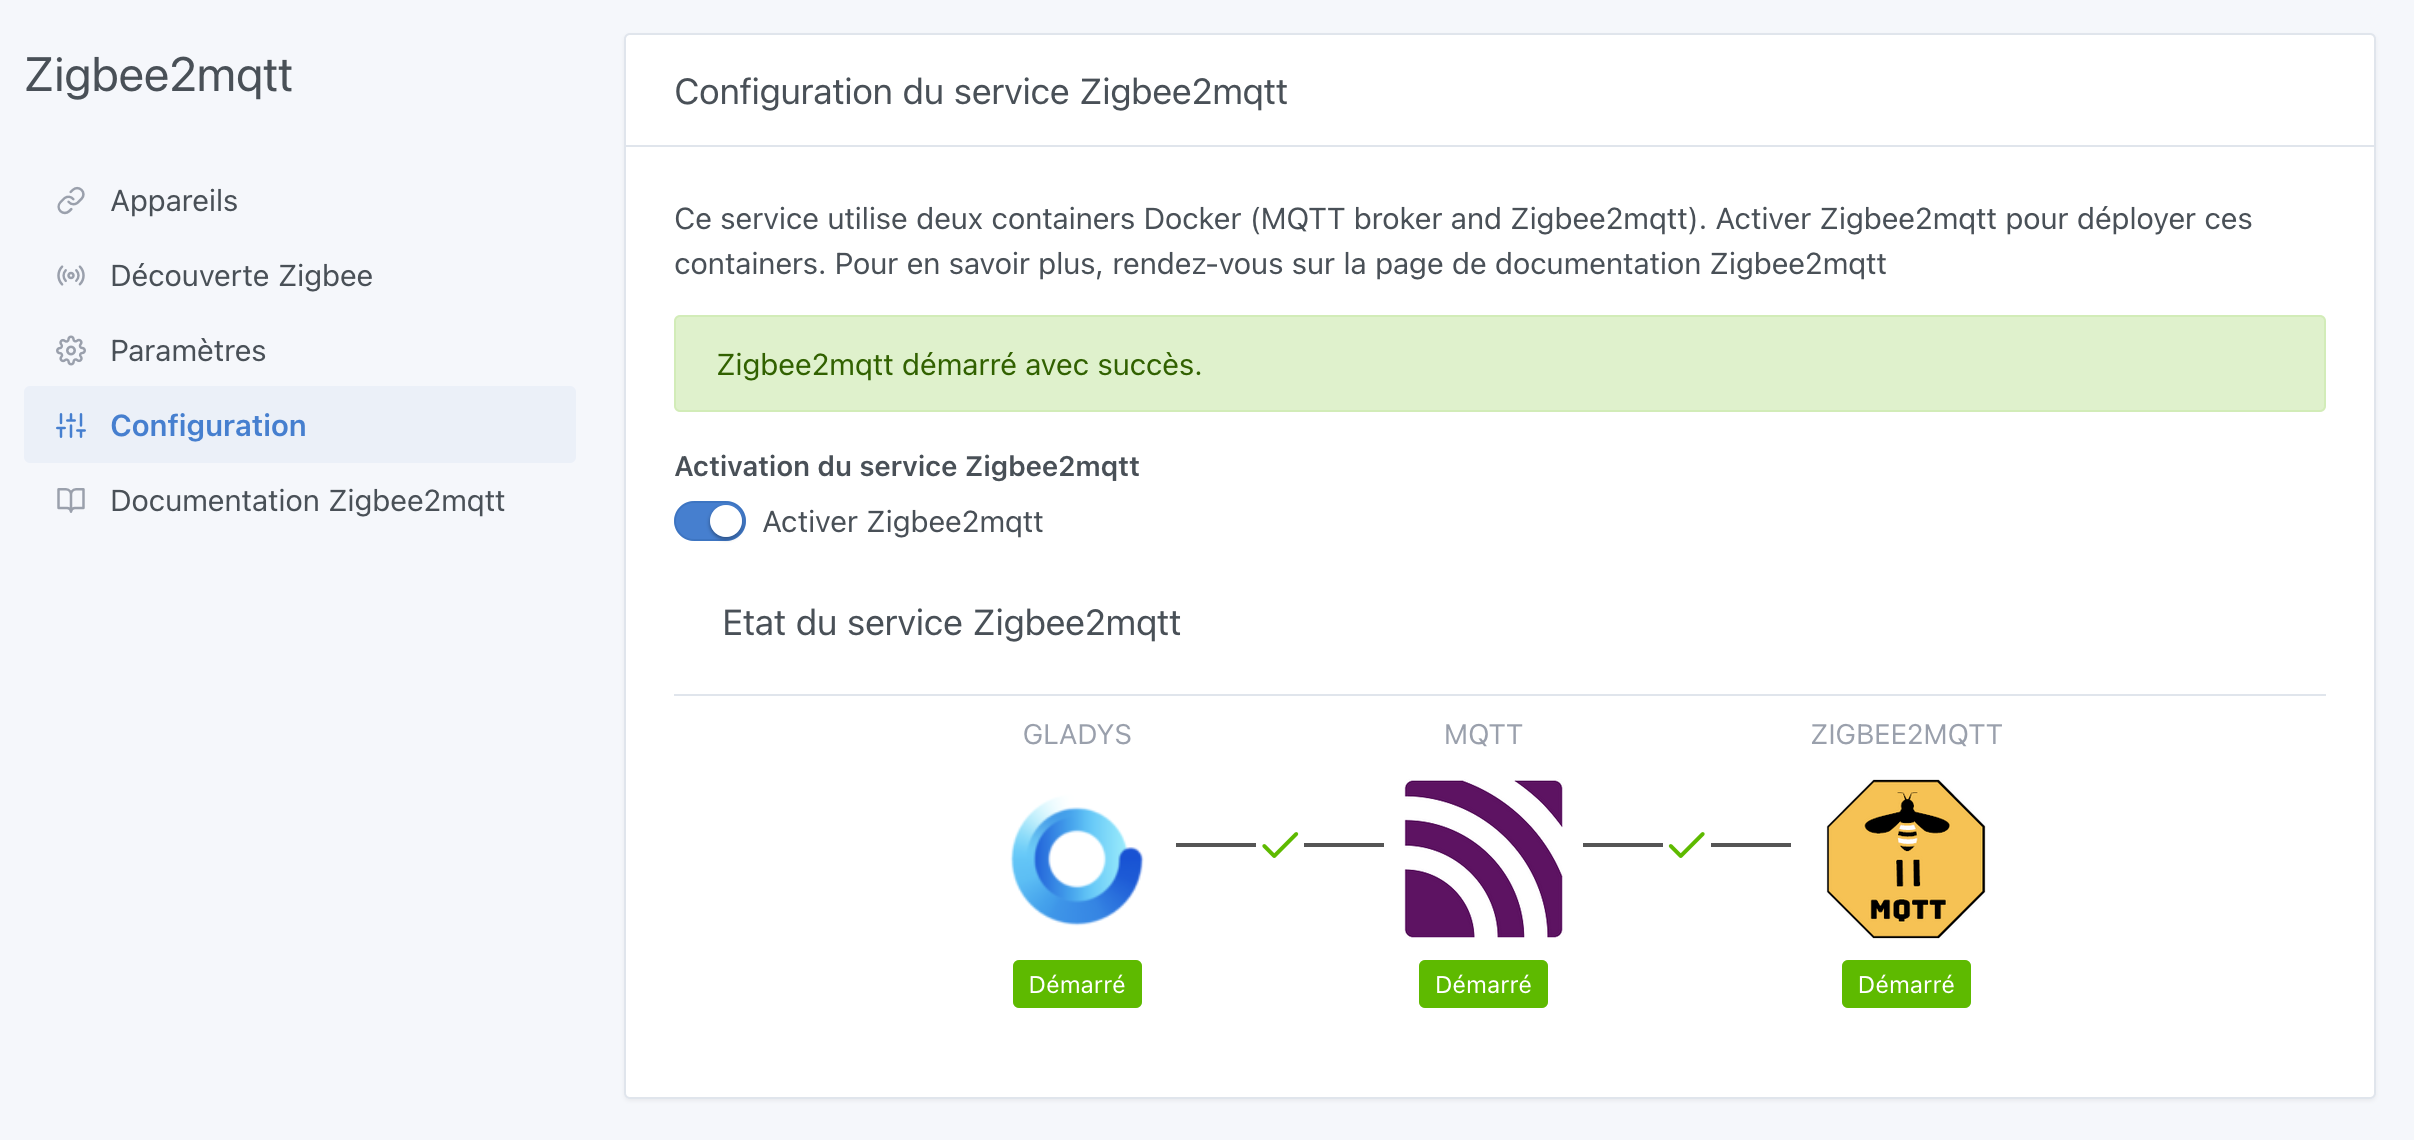 Zigbee2mqtt
Appareils
Découverte Zigbee
Paramètres
Configuration
Documentation Zigbee2mqtt
Configuration du service Zigbee2mqtt
Ce service utilise deux containers Docker (MQTT broker and Zigbee2mqtt). Activer Zigbee2mqtt pour déployer ces
containers. Pour en savoir plus, rendez-vous sur la page de documentation Zigbee2mqtt
Zigbee2mqtt démarré avec succès.
Activation du service Zigbee2mqtt
Activer Zigbee2mqtt
Etat du service Zigbee2mqtt
GLADYS
MQTT
ZIGBEE2MQTT
MQTT
Démarré
Démarré
Démarré